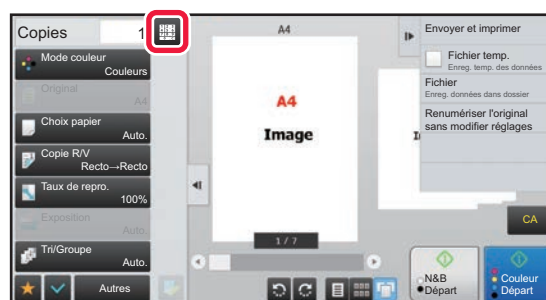 Copies 1
Mode couleur
Couleurs
Original
A4
Choix papier
Auto.
Copie R/V
Recto→Recto
Taux de repro.
100%
Exposition
Auto.
Tri/Groupe
Auto.
Autres
A4
A4
Image
1 / 7
Envoyer et imprimer
Fichier temp.
Enreg. temp. des données
Fichier
Enreg. données dans dossier
Renumériser l'original
sans modifier réglages
CA
N&B
Départ
Couleur
Départ